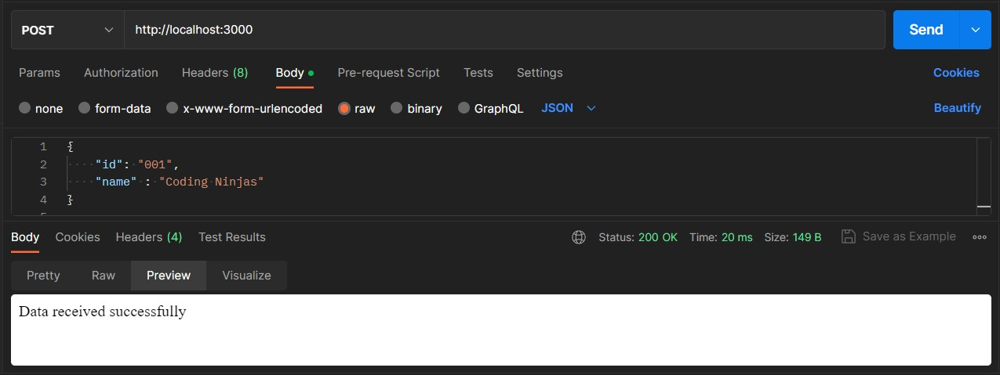 POST http://localhost:3000 Send
Params Authorization Headers (8) Body Pre-request Script Tests Settings Cookies
none form-data x-www-form-urlencoded raw binary GraphQL JSON Beautify
1 {
2 "id": "001",
3 "name" : "Coding Ninjas"
4 }
Body Cookies Headers (4) Test Results Status: 200 OK Time: 20 ms Size: 149 B Save as Example
Pretty Raw Preview Visualize
Data received successfully